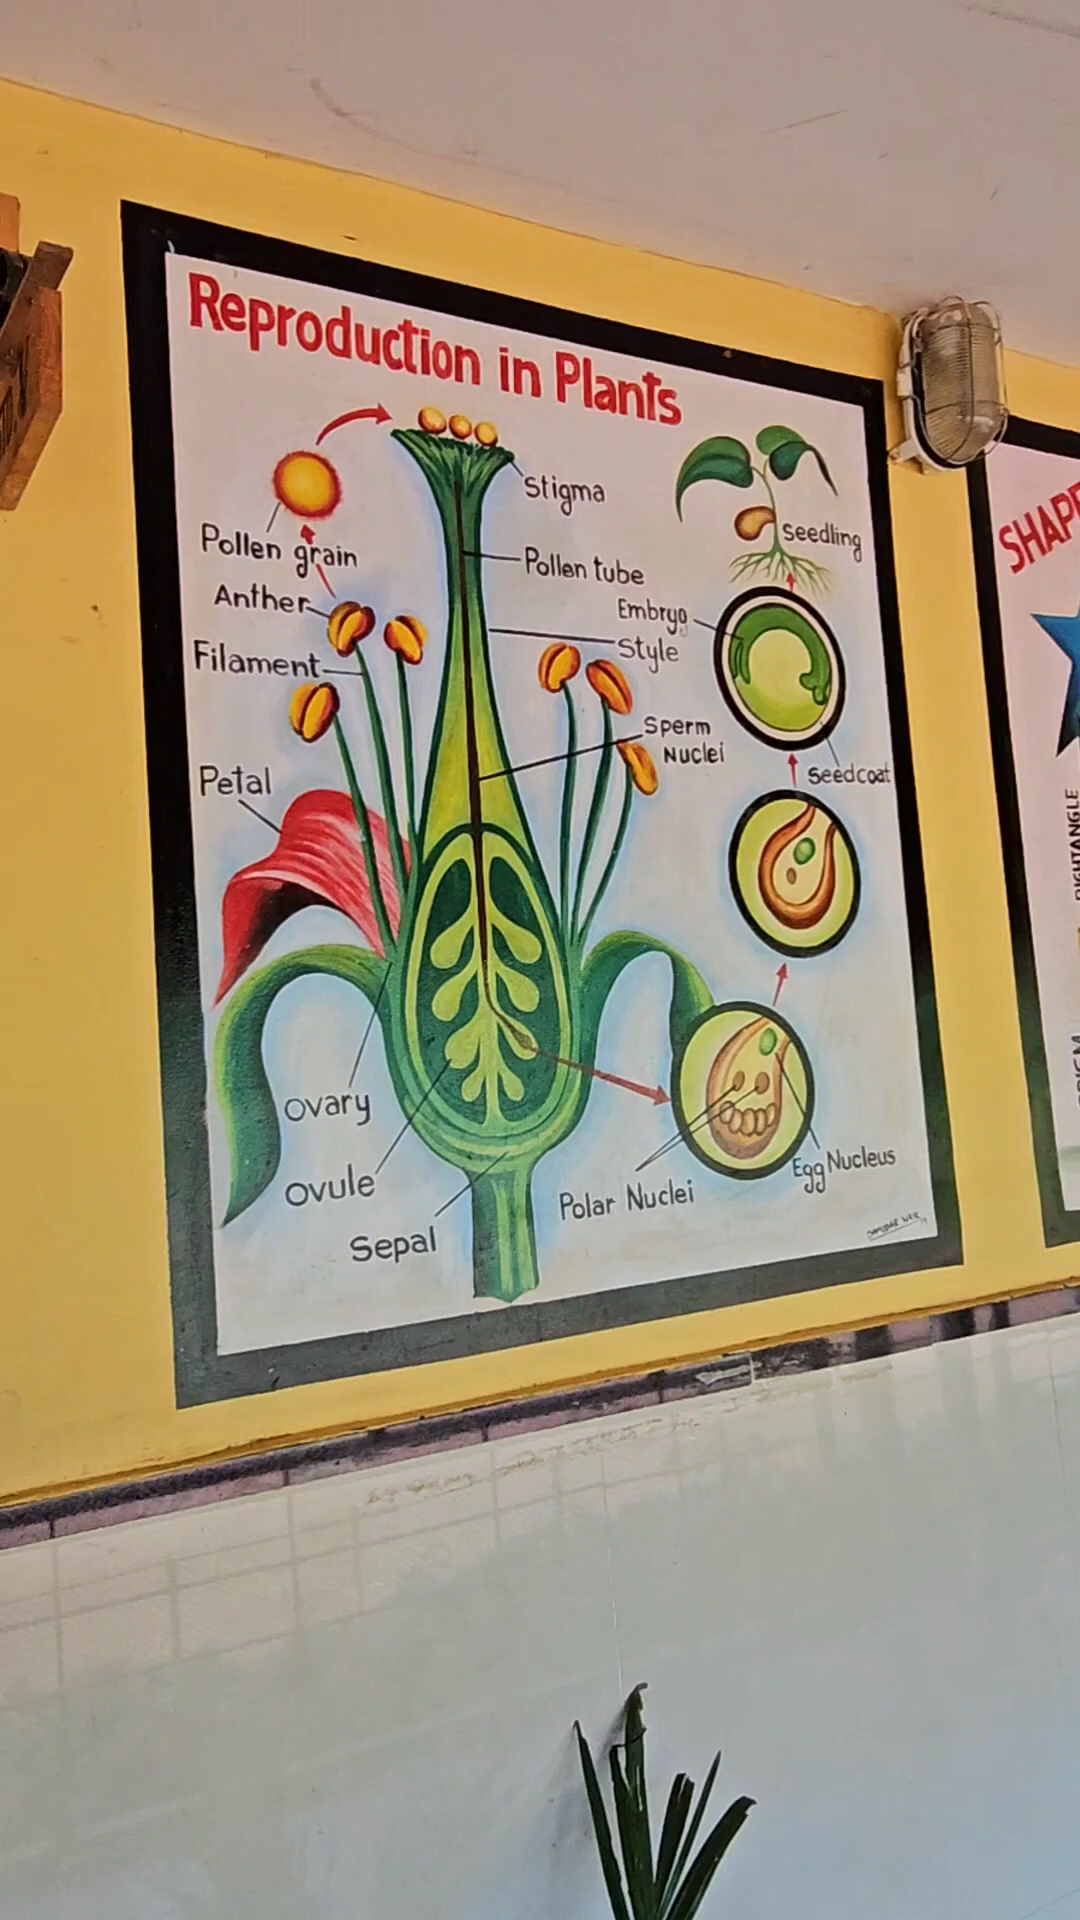 Reproduction in Plants
Stigma
Pollen grain
Pollen tube
Seedling
Anther
Embryo
Filament
Style
Sperm
Nuclei
Petal
Seedcoat
Ovary
Ovule
Sepal
Polar Nuclei
Egg Nucleus
SHAP